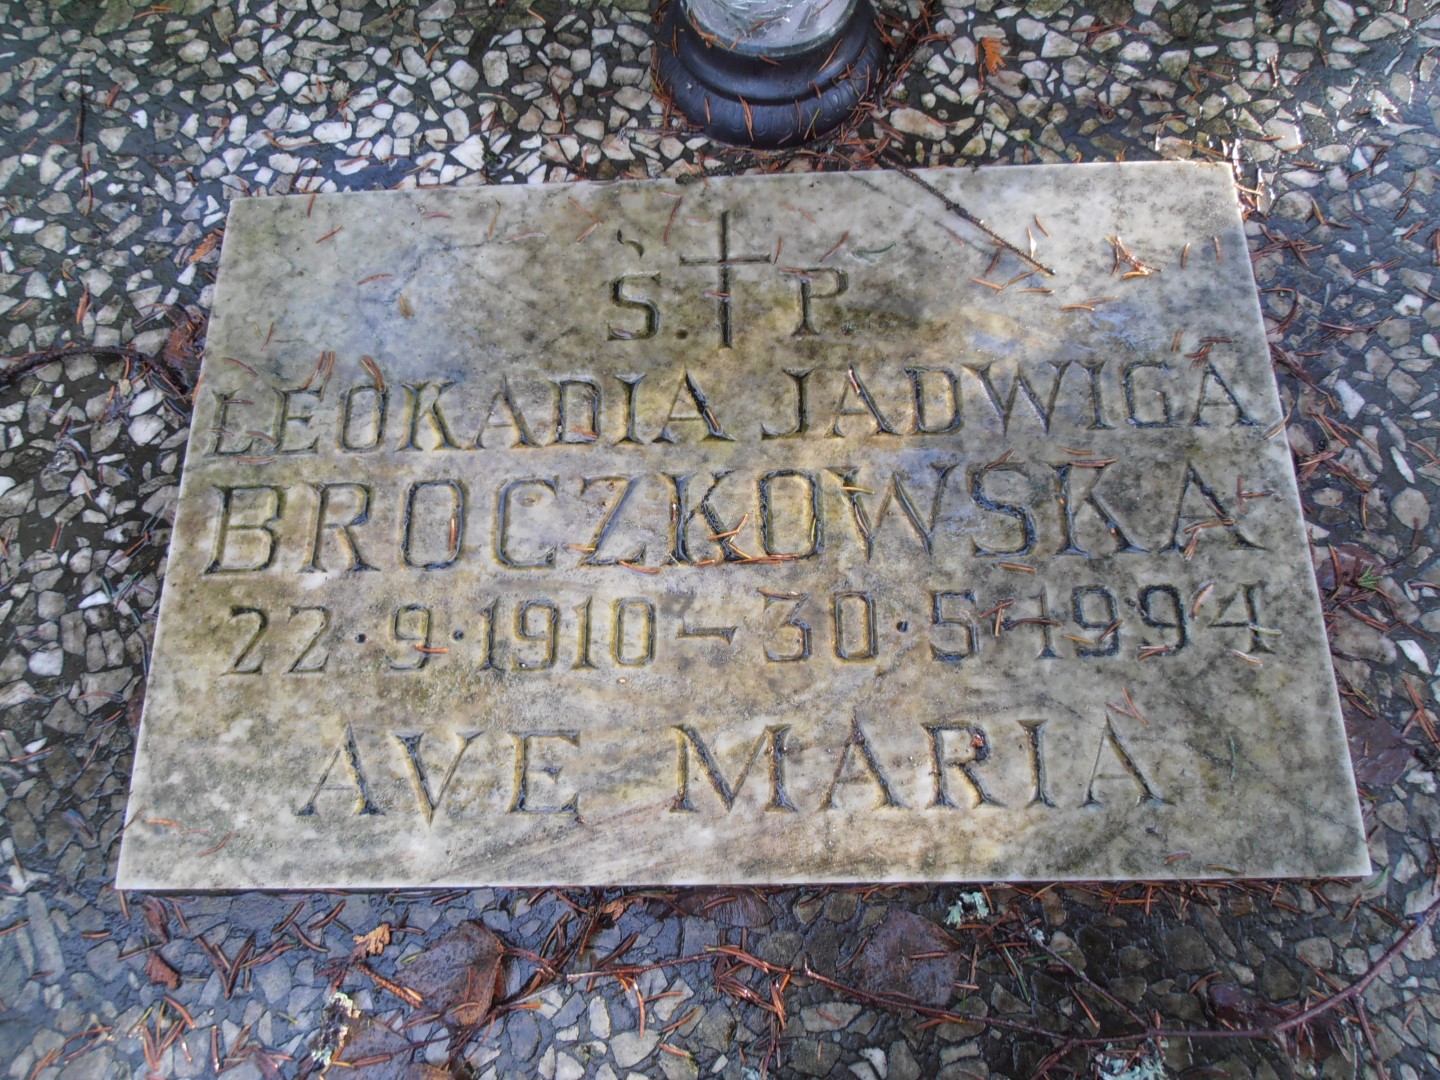 Ś. † P.
LEOKADIA JADWIGA
BROCZKOWSKA
22·9·1910 – 30·5·1994
AVE MARIA